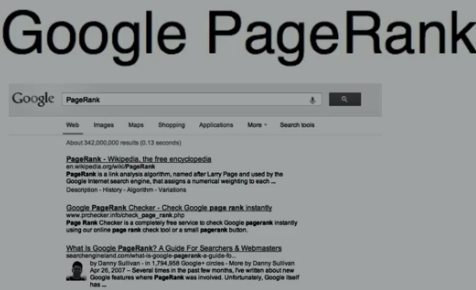 Google PageRank
Google PageRank
Web Images Maps Shopping Applications More Search tools
About 342,000,000 results (0.13 seconds)
PageRank - Wikipedia, the free encyclopedia
en.wikipedia.org/wiki/PageRank
PageRank is a link analysis algorithm, named after Larry Page and used by the
Google Internet search engine, that assigns a numerical weighting to each ...
Description - History - Algorithm - Variations
Google PageRank Checker - Check Google page rank instantly
www.prchecker.info/check_page_rank.php
Page Rank Checker is a completely free service to check Google pagerank instantly
using our online page rank check tool or a small pagerank button.
What Is Google PageRank? A Guide For Searchers & Webmasters
searchengineland.com/what-is-google-pagerank-a-guide-fo...
by Danny Sullivan - in 1,794,958 Google+ circles - More by Danny Sullivan
Apr 26, 2007 – Several times in the past few months, I've written about new
Google features where PageRank was involved. Unfortunately, Google itself
has ...